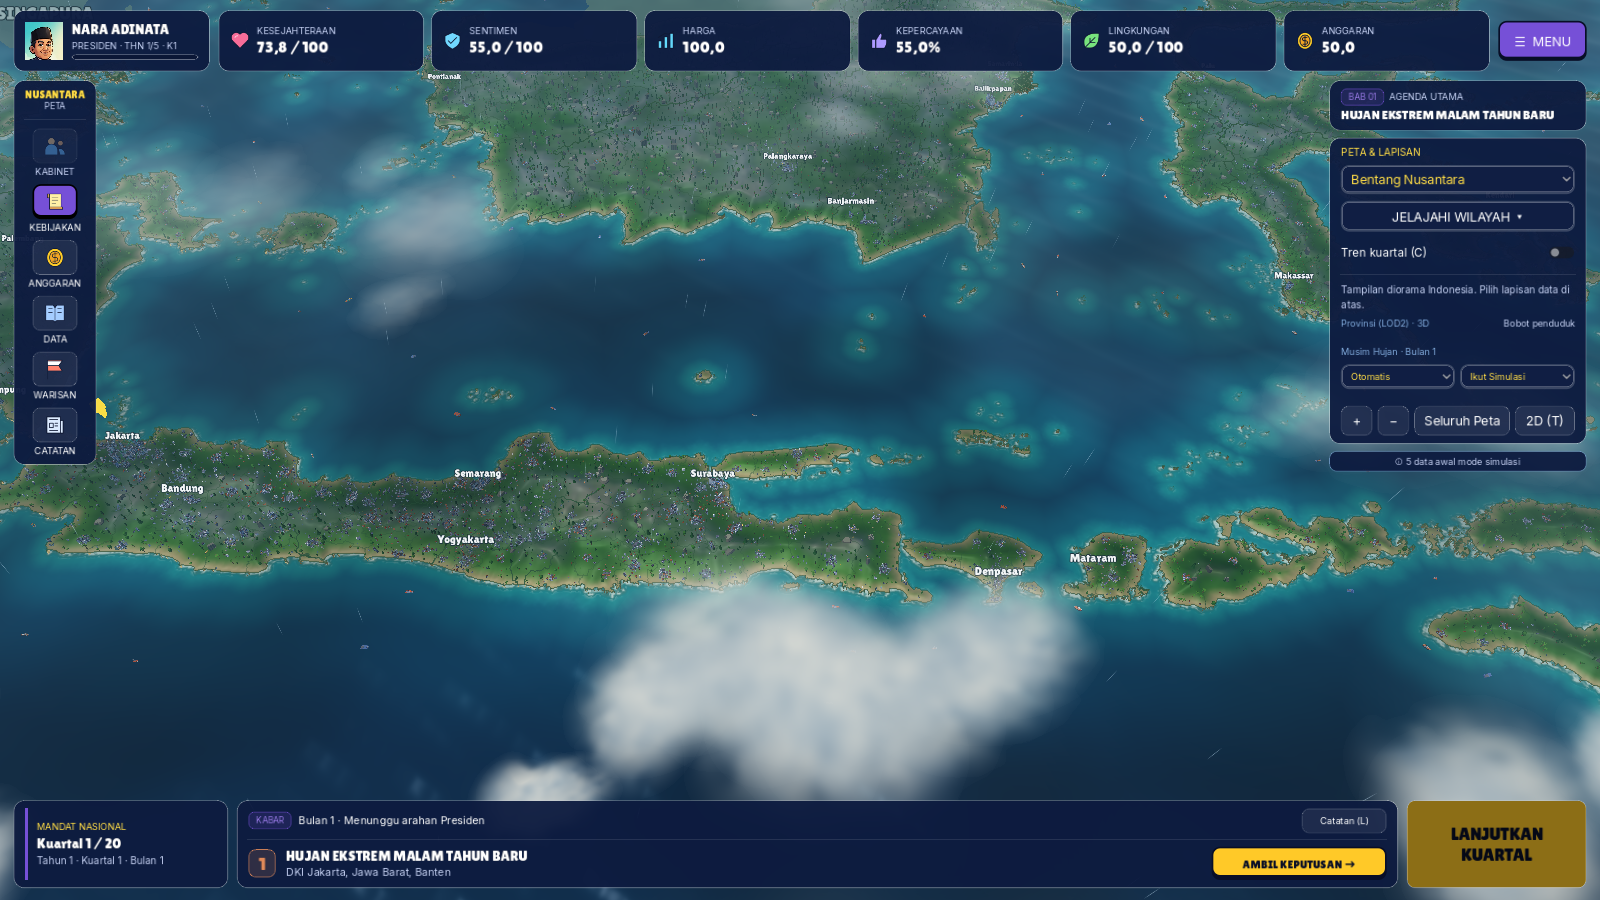 SINGAPURA
NARA ADINATA
PRESIDEN · THN 1/5 · K1
KESEJAHTERAAN
73,8 / 100
SENTIMEN
55,0 / 100
HARGA
100,0
KEPERCAYAAN
55,0%
LINGKUNGAN
50,0 / 100
ANGGARAN
50,0
☰ MENU
NUSANTARA
PETA
KABINET
KEBIJAKAN
ANGGARAN
DATA
WARISAN
CATATAN
Pontianak
Balikpapan
Palangkaraya
Banjarmasin
Makassar
Jakarta
Bandung
Semarang
Yogyakarta
Surabaya
Denpasar
Mataram
BAB 01 AGENDA UTAMA
HUJAN EKSTREM MALAM TAHUN BARU
PETA & LAPISAN
Bentang Nusantara
JELAJAHI WILAYAH ▾
Tren kuartal (C)
Tampilan diorama Indonesia. Pilih lapisan data di
atas.
Provinsi (LOD2) · 3D Bobot penduduk
Musim Hujan · Bulan 1
Otomatis Ikut Simulasi
+ − Seluruh Peta 2D (T)
5 data awal mode simulasi
MANDAT NASIONAL
Kuartal 1 / 20
Tahun 1 · Kuartal 1 · Bulan 1
KABAR Bulan 1 · Menunggu arahan Presiden
Catatan (L)
1 HUJAN EKSTREM MALAM TAHUN BARU
DKI Jakarta, Jawa Barat, Banten
AMBIL KEPUTUSAN →
LANJUTKAN
KUARTAL